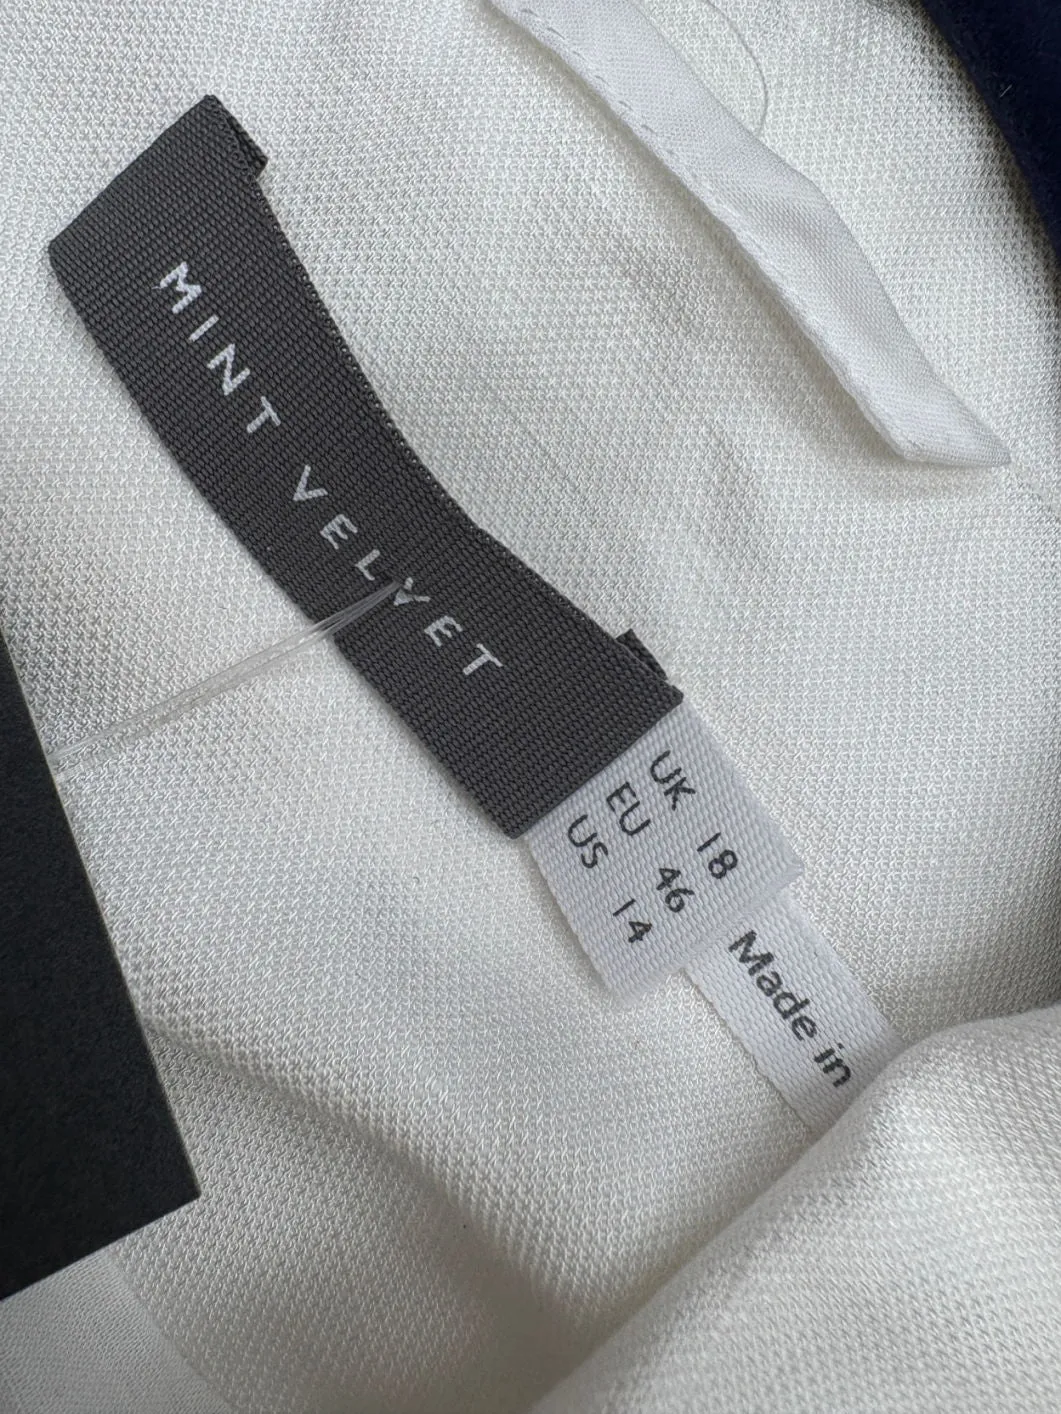 MINT VELVET
UK 18
EU 46
US 14
Made in